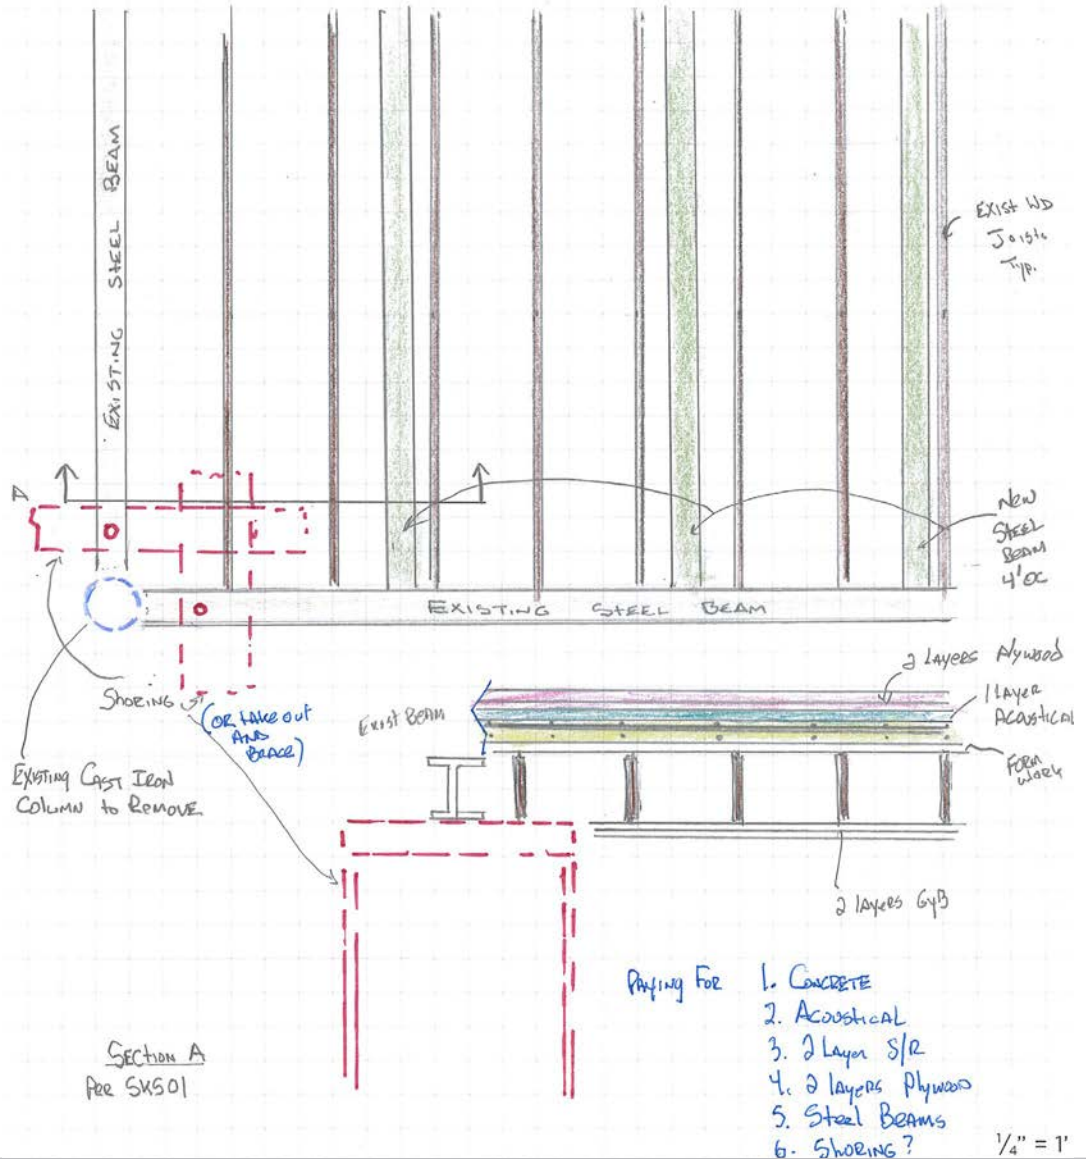 EXISTING STEEL BEAM
EXIST WD
JOISTS
TYP.
A
NEW
STEEL
BEAM
4' OC
EXISTING STEEL BEAM
2 LAYERS Plywood
1 LAYER
ACOUSTICAL
SHORING
(OR TAKE OUT
AND
BRACE)
EXIST BEAM
FORM
WORK
EXISTING CAST IRON
COLUMN to REMOVE
2 LAYERS GYB
PAYING FOR 1. CONCRETE
2. ACOUSTICAL
3. 2 LAYER S/R
4. 2 LAYERS Plywood
5. Steel BEAMS
6. SHORING?
SECTION A
PER SK501
1/4" = 1'